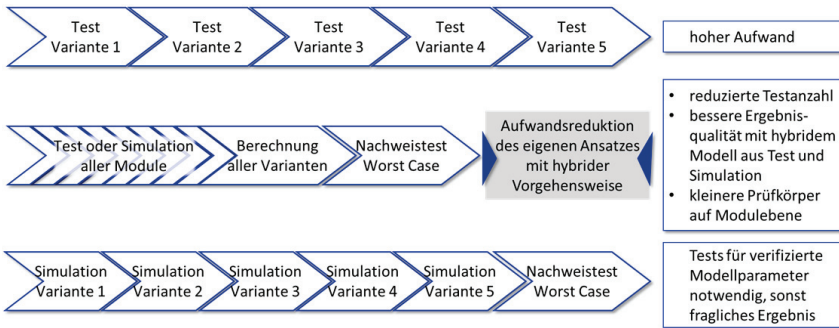 Test Variante 1
Test Variante 2
Test Variante 3
Test Variante 4
Test Variante 5
hoher Aufwand
Test oder Simulation
aller Module
Berechnung
aller Varianten
Nachweistest
Worst Case
Aufwandsreduktion
des eigenen Ansatzes
mit hybrider
Vorgehensweise
• reduzierte Testanzahl
• bessere Ergebnis-
qualität mit hybridem
Modell aus Test und
Simulation
• kleinere Prüfkörper
auf Modulebene
Simulation
Variante 1
Simulation
Variante 2
Simulation
Variante 3
Simulation
Variante 4
Simulation
Variante 5
Nachweistest
Worst Case
Tests für verifizierte
Modellparameter
notwendig, sonst
fragliches Ergebnis